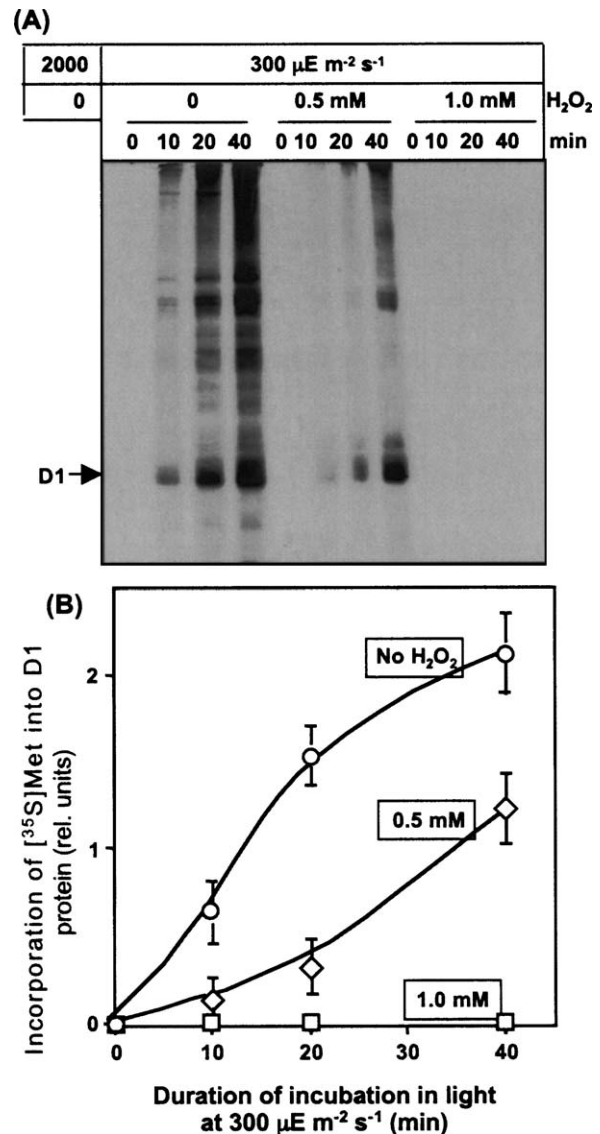 (A)
2000 300 µE m-2 s-1
0 0 0.5 mM 1.0 mM H2O2
0 10 20 40 0 10 20 40 0 10 20 40 min
D1
(B)
No H2O2
0.5 mM
1.0 mM
2
1
0
0 10 20 30 40
Incorporation of [35S]Met into D1
protein (rel. units)
Duration of incubation in light
at 300 µE m-2 s-1 (min)